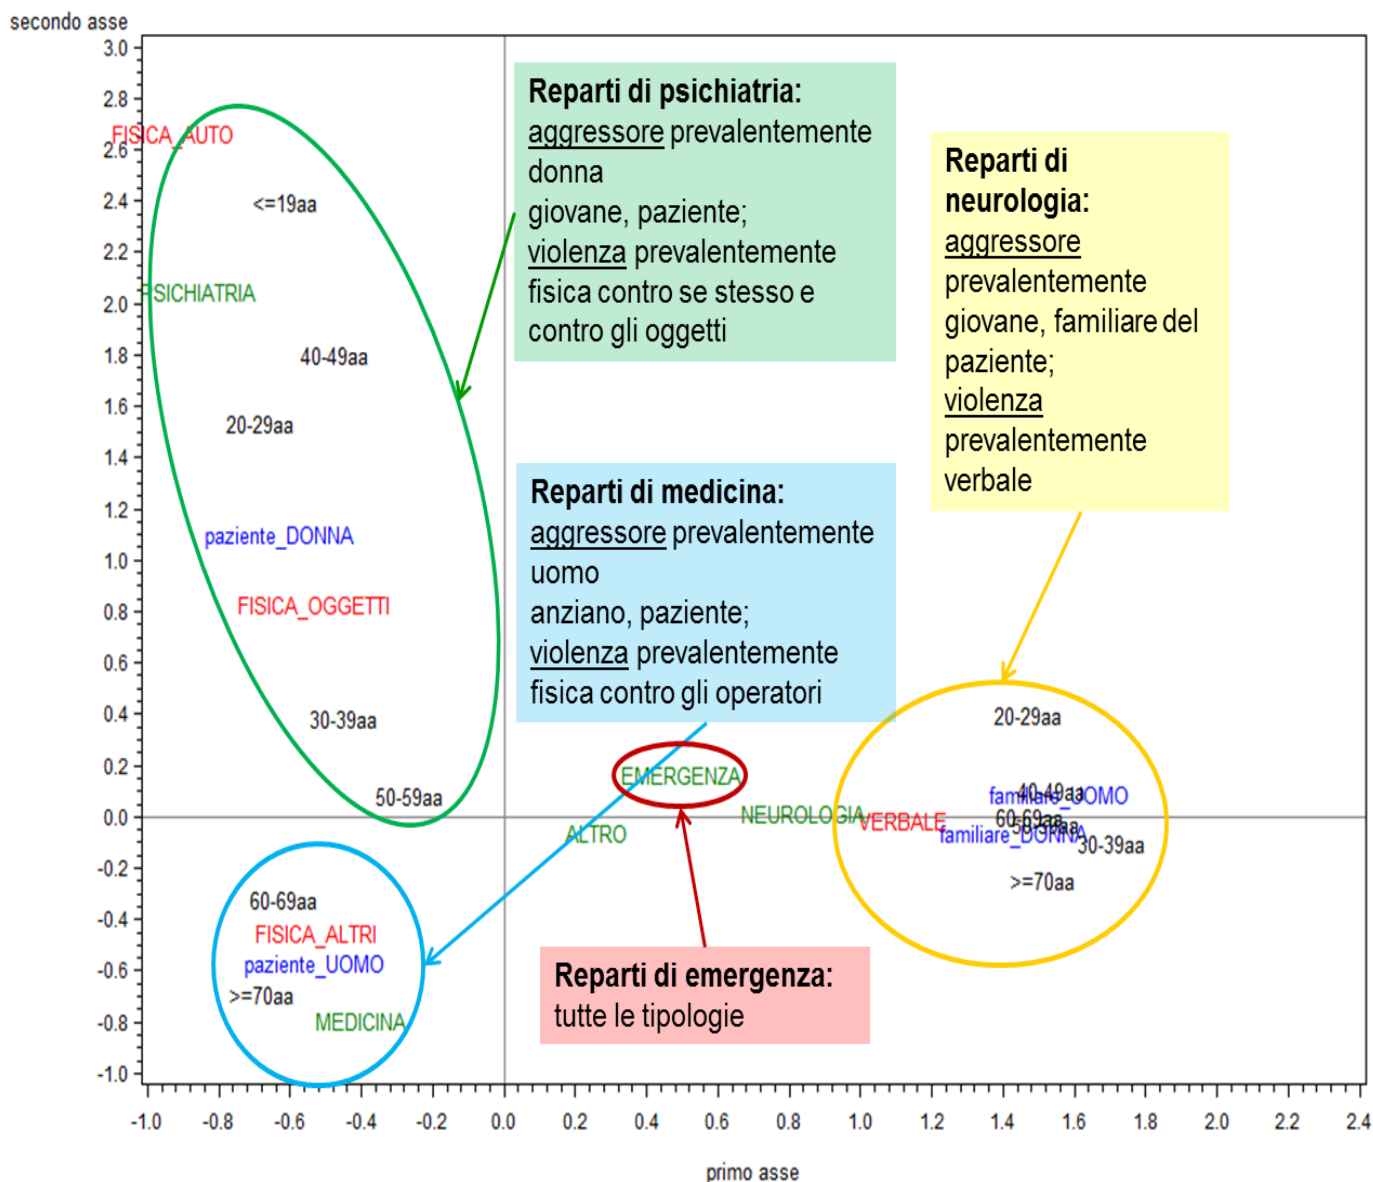 secondo asse
3.0
2.8
2.6
2.4
2.2
2.0
1.8
1.6
1.4
1.2
1.0
0.8
0.6
0.4
0.2
0.0
-0.2
-0.4
-0.6
-0.8
-1.0
FISICA_AUTO
<=19aa
PSICHIATRIA
40-49aa
20-29aa
paziente_DONNA
FISICA_OGGETTI
30-39aa
50-59aa
Reparti di psichiatria:
aggressore prevalentemente
donna
giovane, paziente;
violenza prevalentemente
fisica contro se stesso e
contro gli oggetti
Reparti di
neurologia:
aggressore
prevalentemente
giovane, familiare del
paziente;
violenza
prevalentemente
verbale
Reparti di medicina:
aggressore prevalentemente
uomo
anziano, paziente;
violenza prevalentemente
fisica contro gli operatori
EMERGENZA
ALTRO
NEUROLOGIA
VERBALE
20-29aa
40-49aa
familiare_UOMO
60-69aa
50-59aa
familiare_DONNA
30-39aa
>=70aa
60-69aa
FISICA_ALTRI
paziente_UOMO
>=70aa
MEDICINA
Reparti di emergenza:
tutte le tipologie
-1.0 -0.8 -0.6 -0.4 -0.2 0.0 0.2 0.4 0.6 0.8 1.0 1.2 1.4 1.6 1.8 2.0 2.2 2.4
primo asse